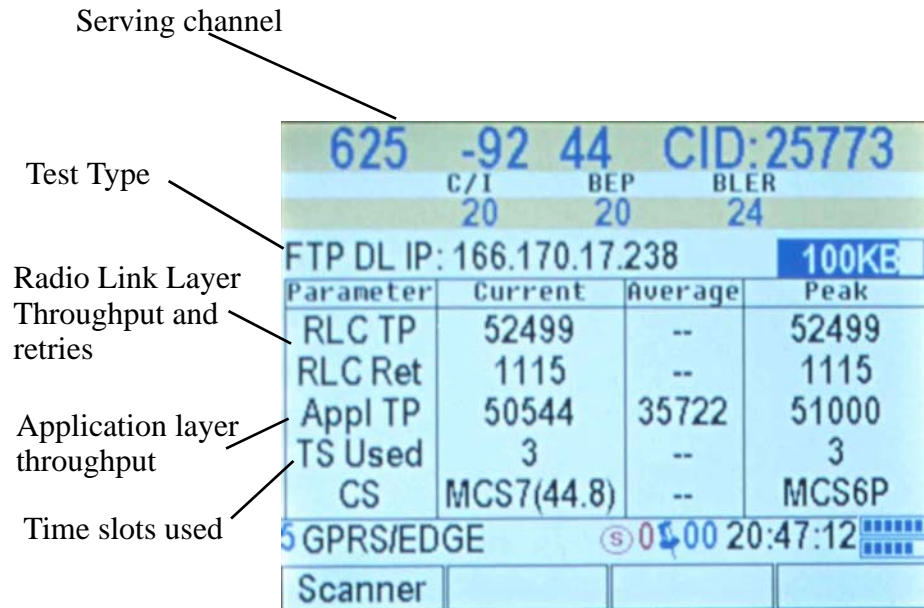 Serving channel
625 -92 44 CID:25773
C/I BEP BLER
20 20 24
Test Type
FTP DL IP: 166.170.17.238 100KB
Radio Link Layer
Throughput and
retries
Parameter Current Average Peak
RLC TP 52499 -- 52499
RLC Ret 1115 -- 1115
Application layer
throughput
Appl TP 50544 35722 51000
TS Used 3 -- 3
Time slots used
CS MCS7(44.8) -- MCS6P
5 GPRS/EDGE S 00 20:47:12
Scanner